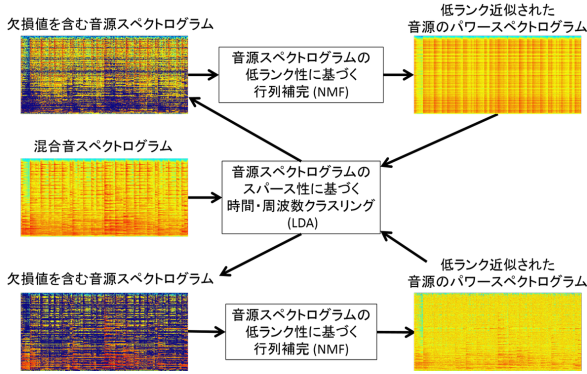 欠損値を含む音源スペクトログラム
音源スペクトログラムの
低ランク性に基づく
行列補完 (NMF)
低ランク近似された
音源のパワースペクトログラム
混合音スペクトログラム
音源スペクトログラムの
スパース性に基づく
時間・周波数クラスリング
(LDA)
欠損値を含む音源スペクトログラム
音源スペクトログラムの
低ランク性に基づく
行列補完 (NMF)
低ランク近似された
音源のパワースペクトログラム